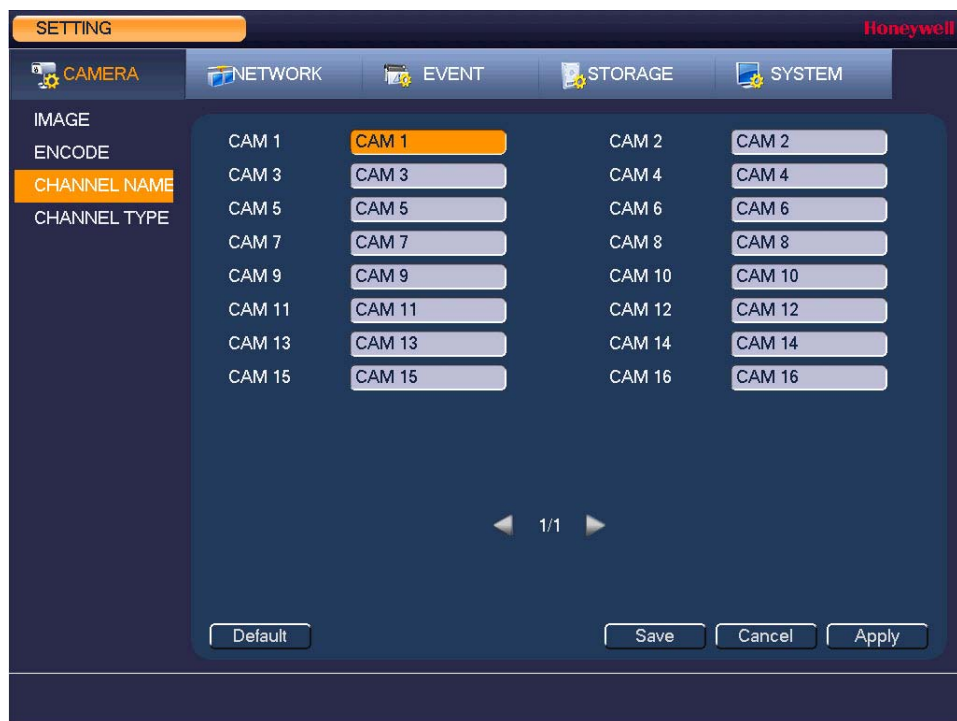 SETTING
Honeywell
CAMERA NETWORK EVENT STORAGE SYSTEM
IMAGE
ENCODE
CHANNEL NAME
CHANNEL TYPE
CAM 1 CAM 1 CAM 2 CAM 2
CAM 3 CAM 3 CAM 4 CAM 4
CAM 5 CAM 5 CAM 6 CAM 6
CAM 7 CAM 7 CAM 8 CAM 8
CAM 9 CAM 9 CAM 10 CAM 10
CAM 11 CAM 11 CAM 12 CAM 12
CAM 13 CAM 13 CAM 14 CAM 14
CAM 15 CAM 15 CAM 16 CAM 16
1/1
Default Save Cancel Apply